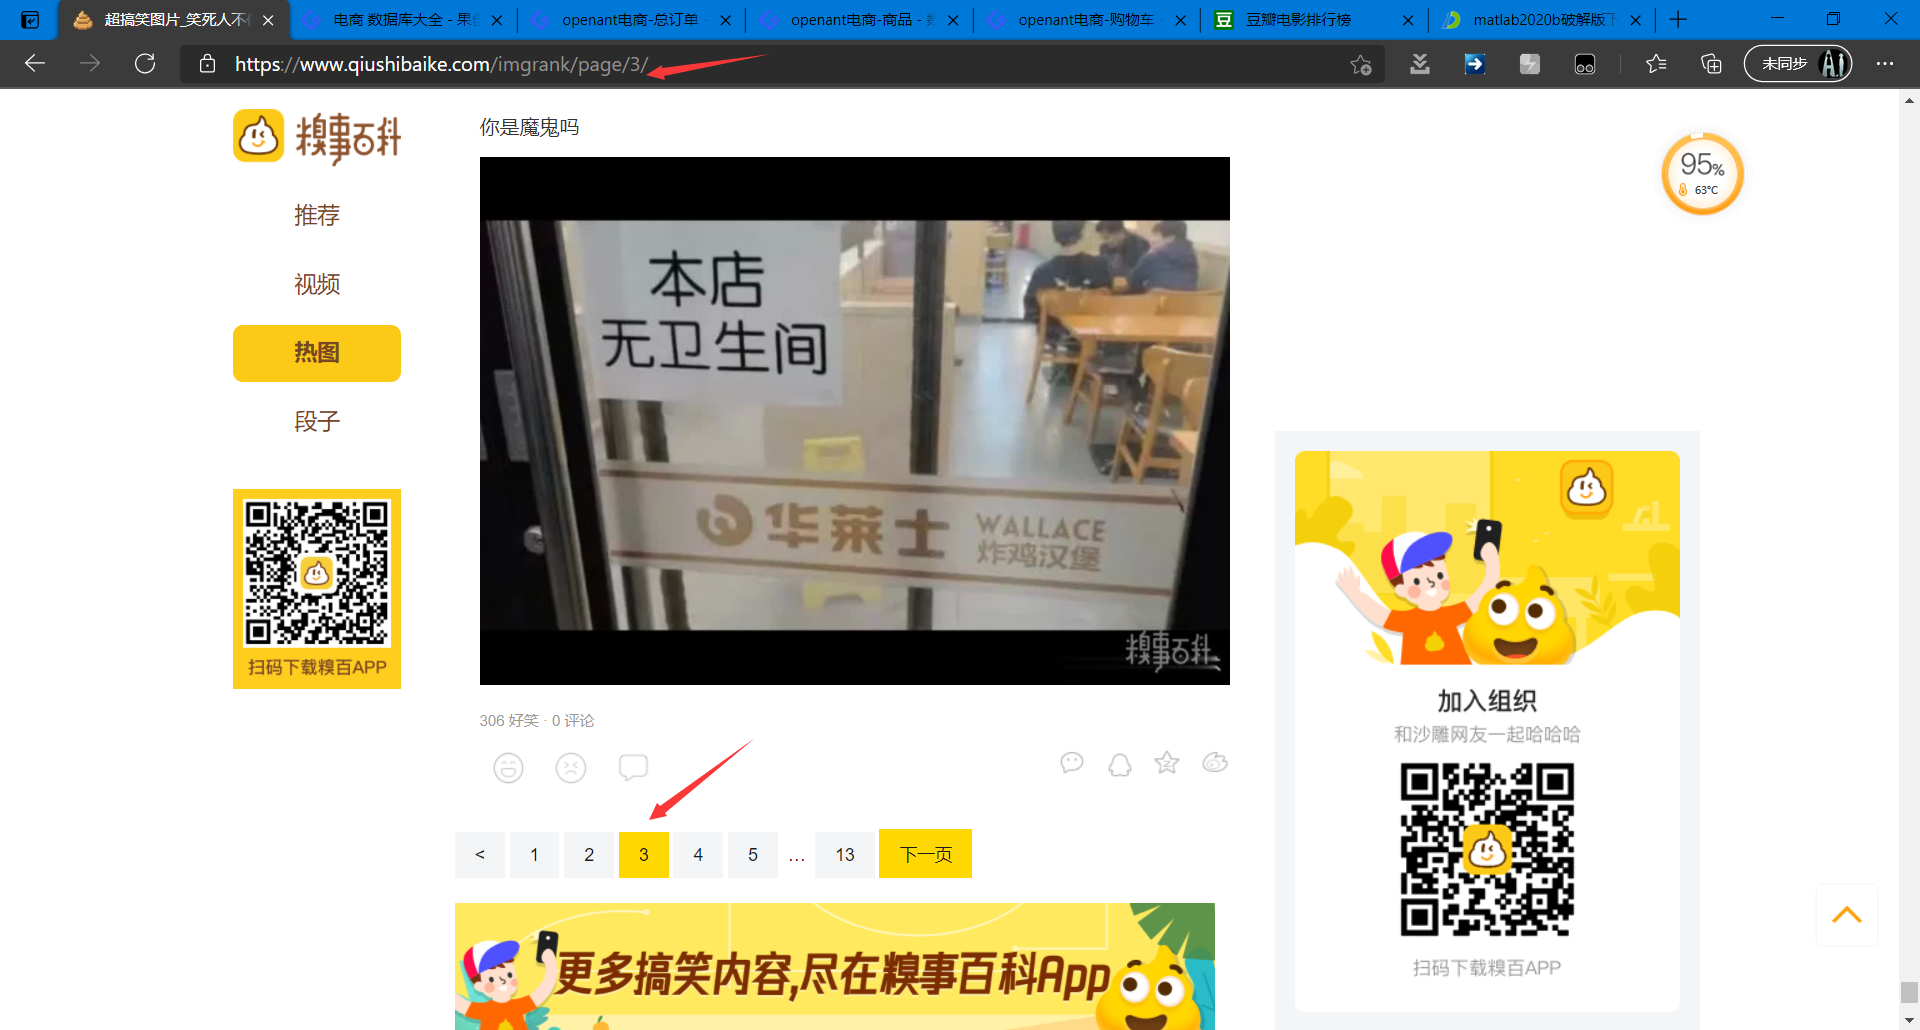 超搞笑图片_笑死人不
电商 数据库大全 - 果
openant电商-总订单 -
openant电商-商品 -
openant电商-购物车 -
豆瓣电影排行榜
matlab2020b破解版下
https://www.qiushibaike.com/imgrank/page/3/
未同步
糗事百科
推荐
视频
热图
段子
扫码下载糗百APP
你是魔鬼吗
本店
无卫生间
华莱士
WALLACE
炸鸡汉堡
糗事百科
306 好笑 · 0 评论
< 1 2 3 4 5 … 13 下一页
更多搞笑内容,尽在糗事百科App
95%
63°C
加入组织
和沙雕网友一起哈哈哈
扫码下载糗百APP